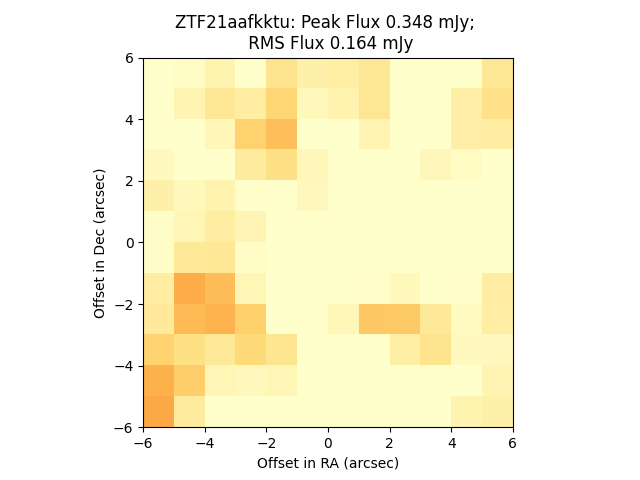 ZTF21aafkktu: Peak Flux 0.348 mJy;
RMS Flux 0.164 mJy
6
4
2
0
−2
−4
−6
Offset in Dec (arcsec)
−6 −4 −2 0 2 4 6
Offset in RA (arcsec)